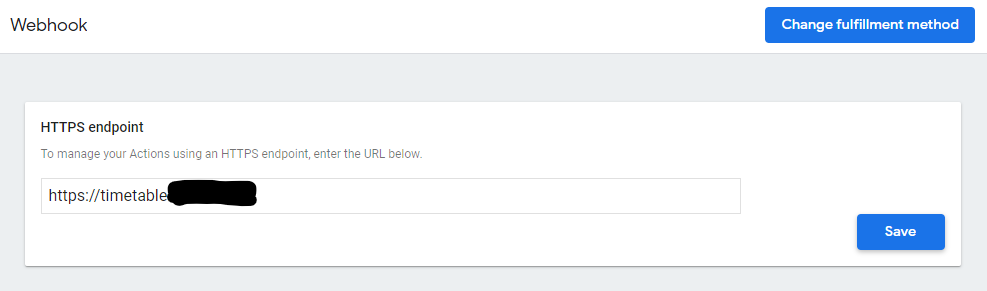 Webhook
Change fulfillment method
HTTPS endpoint
To manage your Actions using an HTTPS endpoint, enter the URL below.
https://timetable
Save